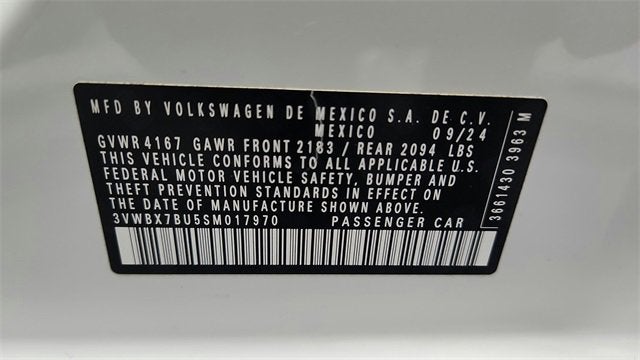 MFD BY VOLKSWAGEN DE MEXICO S.A. DE C.V.
MEXICO 09/24
GVWR 4167 GAWR FRONT 2183 / REAR 2094 LBS
THIS VEHICLE CONFORMS TO ALL APPLICABLE U.S.
FEDERAL MOTOR VEHICLE SAFETY, BUMPER AND
THEFT PREVENTION STANDARDS IN EFFECT ON
THE DATE OF MANUFACTURE SHOWN ABOVE.
3VWBX7BU5SM017970 PASSENGER CAR
3661430 3963 M